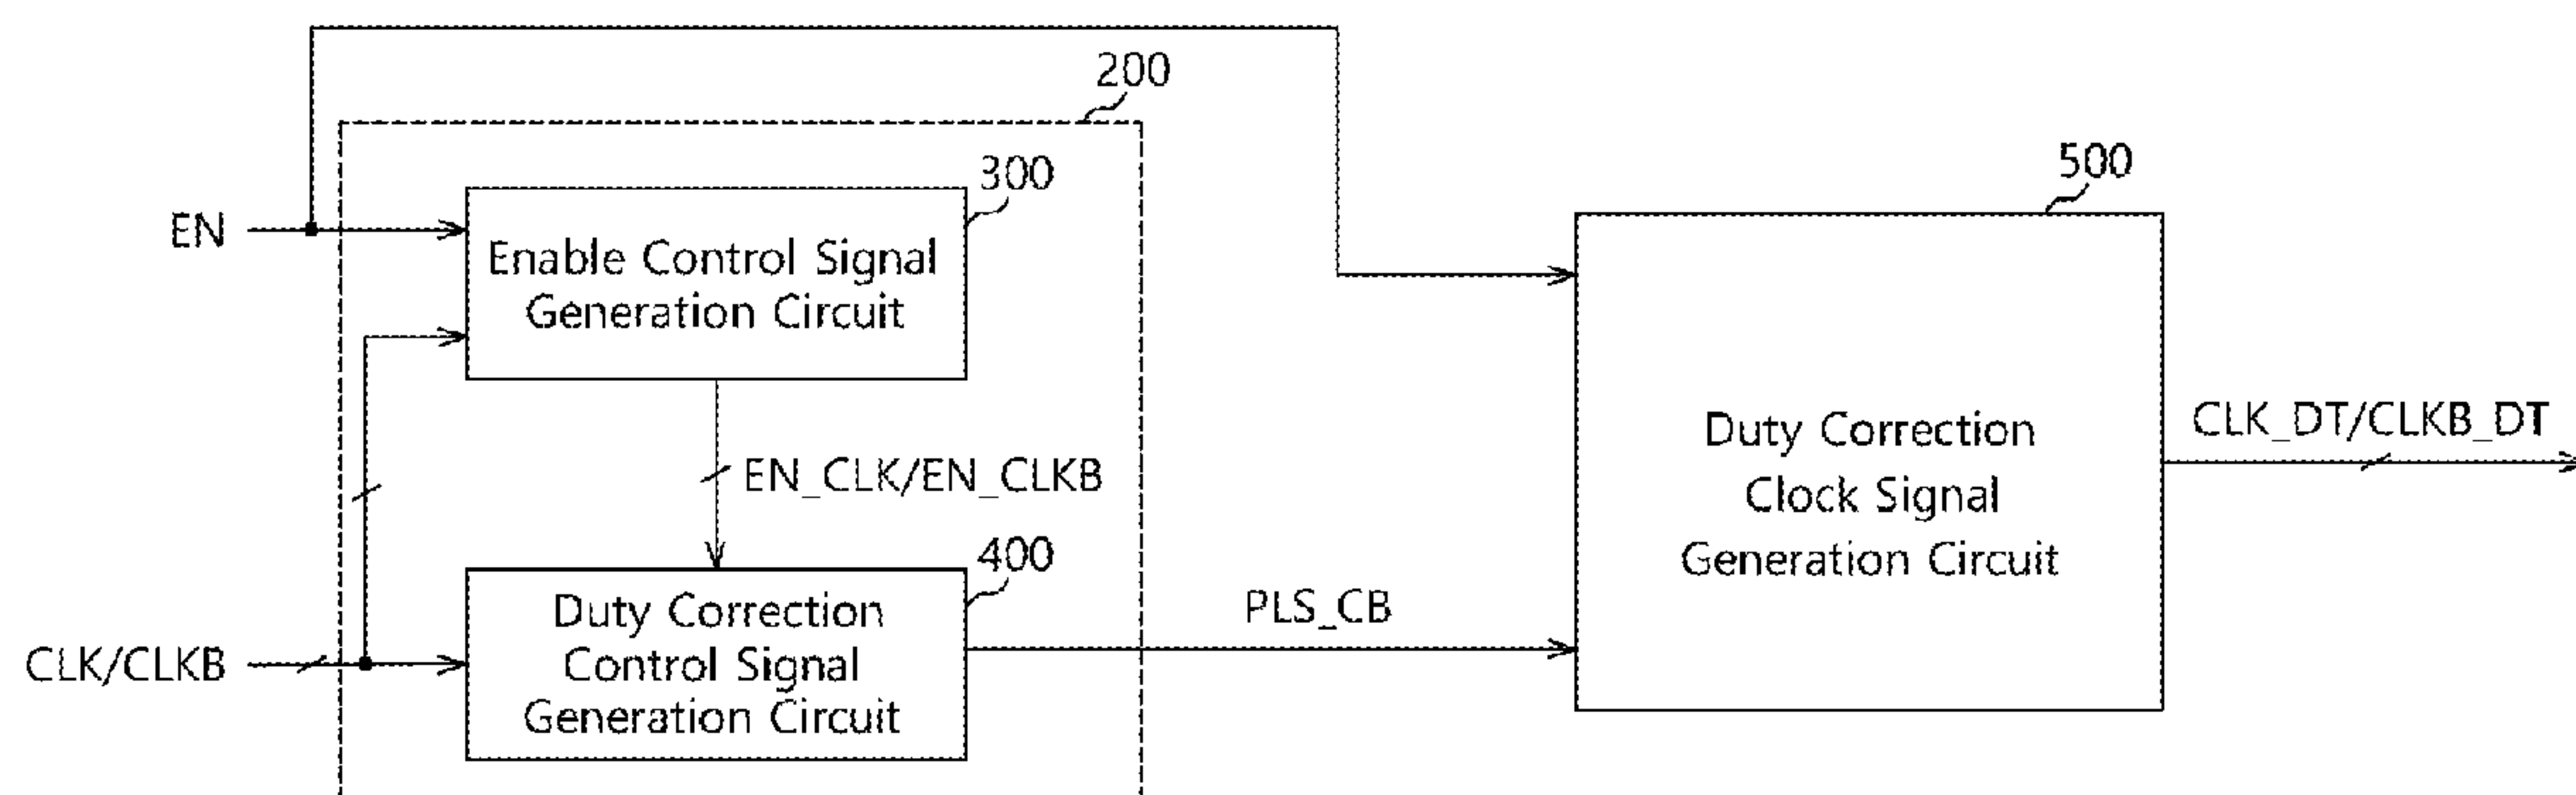 200
300
500
EN
Enable Control Signal
Generation Circuit
EN_CLK/EN_CLKB
CLK_DT/CLKB_DT
Duty Correction
Clock Signal
Generation Circuit
400
CLK/CLKB
Duty Correction
Control Signal
Generation Circuit
PLS_CB